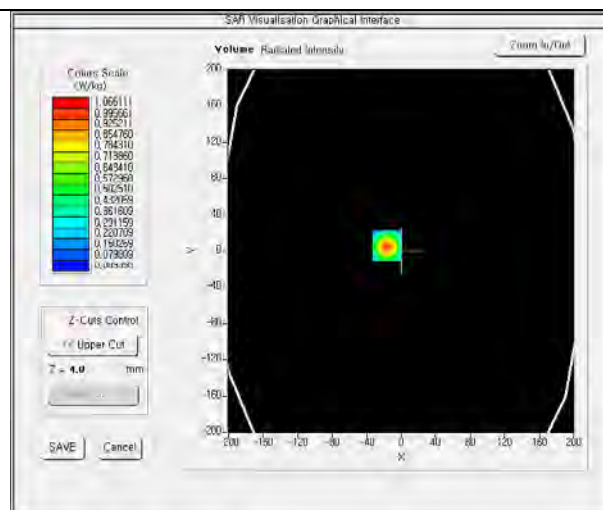 SAR Visualisation Graphical Interface
Volume Radiated Intensity
Zoom In/Out
Colors Scale
(W/kg)
1.066111
0.995661
0.925211
0.854760
0.784310
0.713860
0.643410
0.572960
0.502510
0.432059
0.361609
0.291159
0.220709
0.150259
0.079809
200
160
120
80
40
0
-40
-80
-120
-160
-200
Y
-200 -160 -120 -80 -40 0 40 80 120 160 200
X
Z-Cuts Control
<< Upper Cut
Z = 4.0 mm
SAVE
Cancel